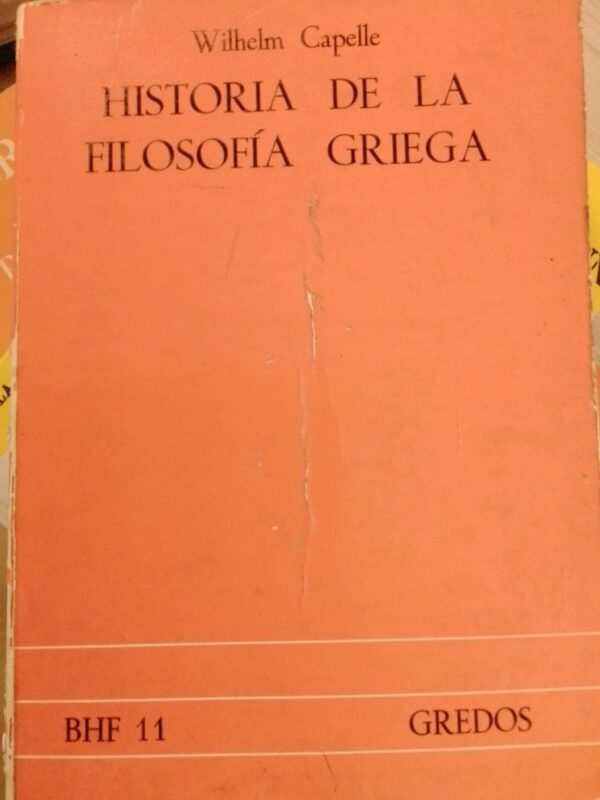 Wilhelm Capelle
HISTORIA DE LA
FILOSOFÍA GRIEGA
BHF 11
GREDOS